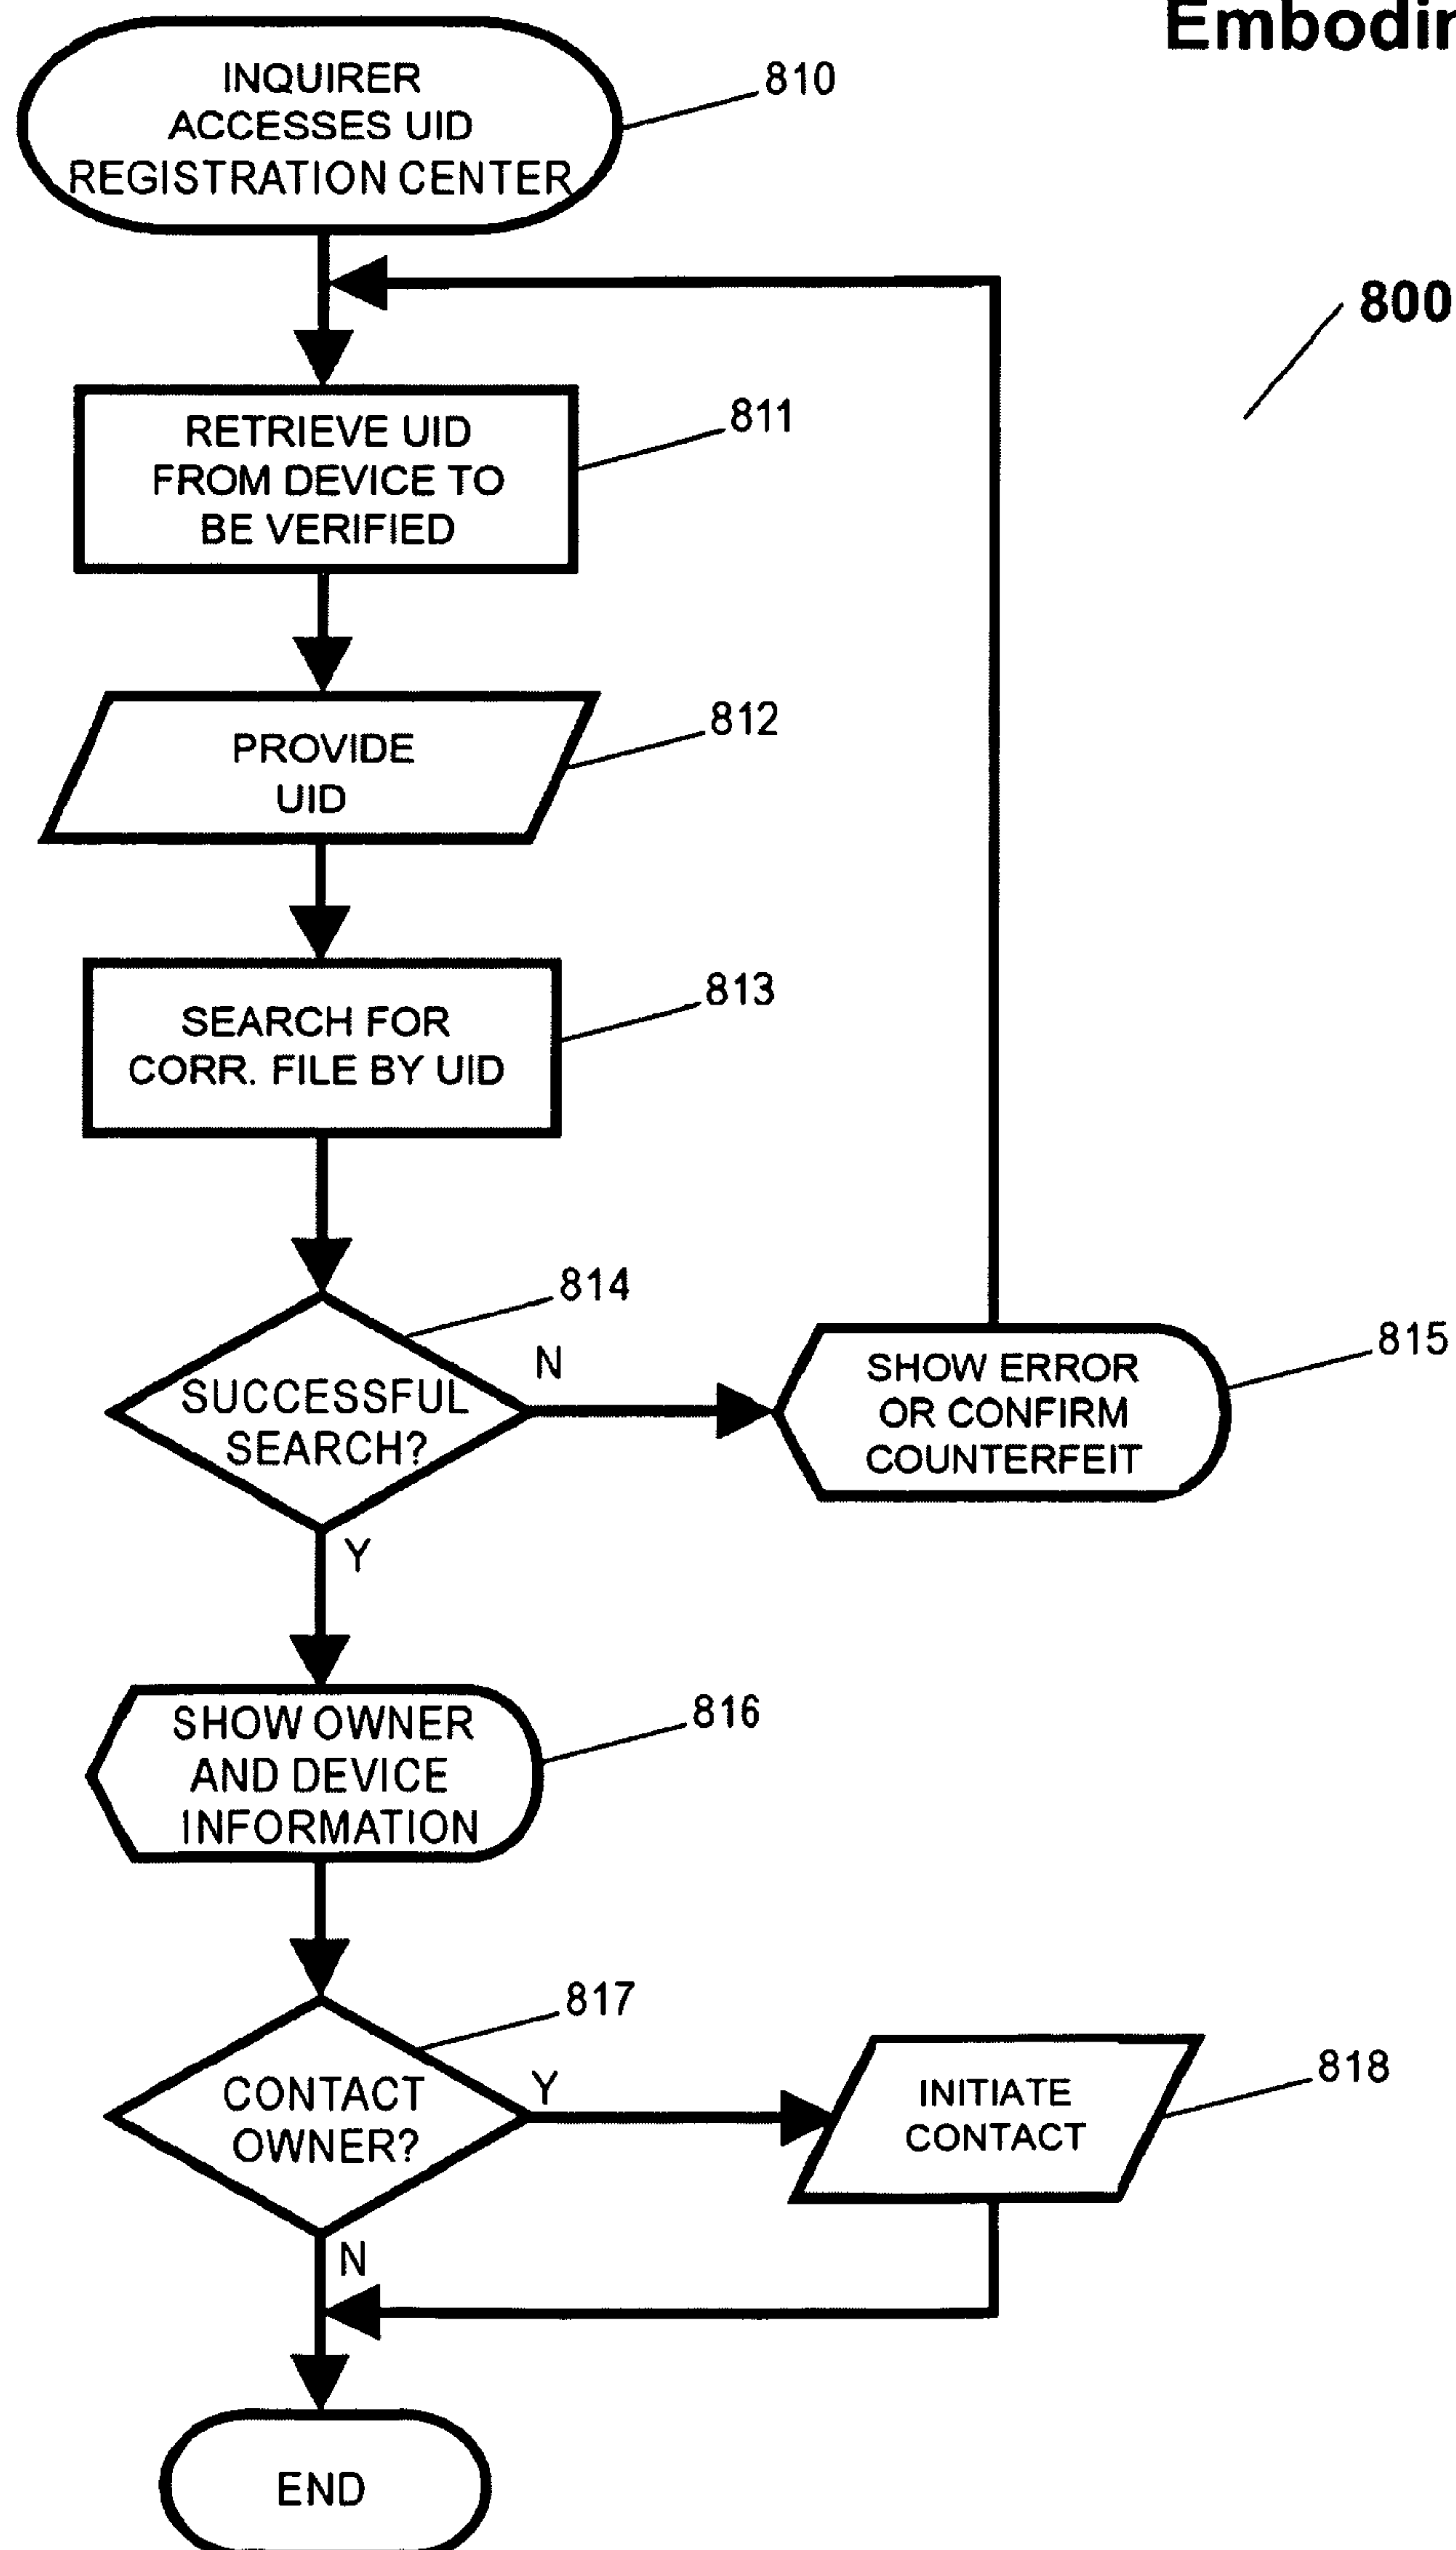 Embodin
INQUIRER
ACCESSES UID
REGISTRATION CENTER
810
800
RETRIEVE UID
FROM DEVICE TO
BE VERIFIED
811
PROVIDE
UID
812
SEARCH FOR
CORR. FILE BY UID
813
814
SUCCESSFUL
SEARCH?
N
Y
SHOW ERROR
OR CONFIRM
COUNTERFEIT
815
SHOW OWNER
AND DEVICE
INFORMATION
816
817
CONTACT
OWNER?
Y
N
INITIATE
CONTACT
818
END